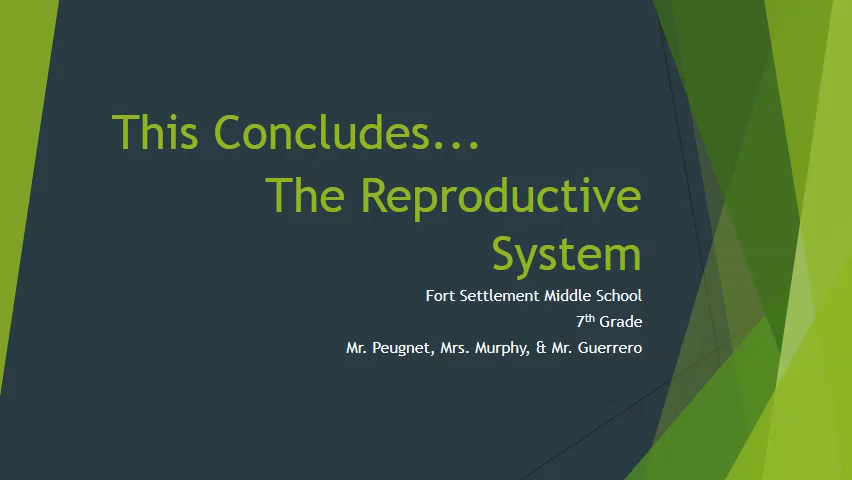 This Concludes...
The Reproductive
System
Fort Settlement Middle School
7th Grade
Mr. Peugnet, Mrs. Murphy, & Mr. Guerrero